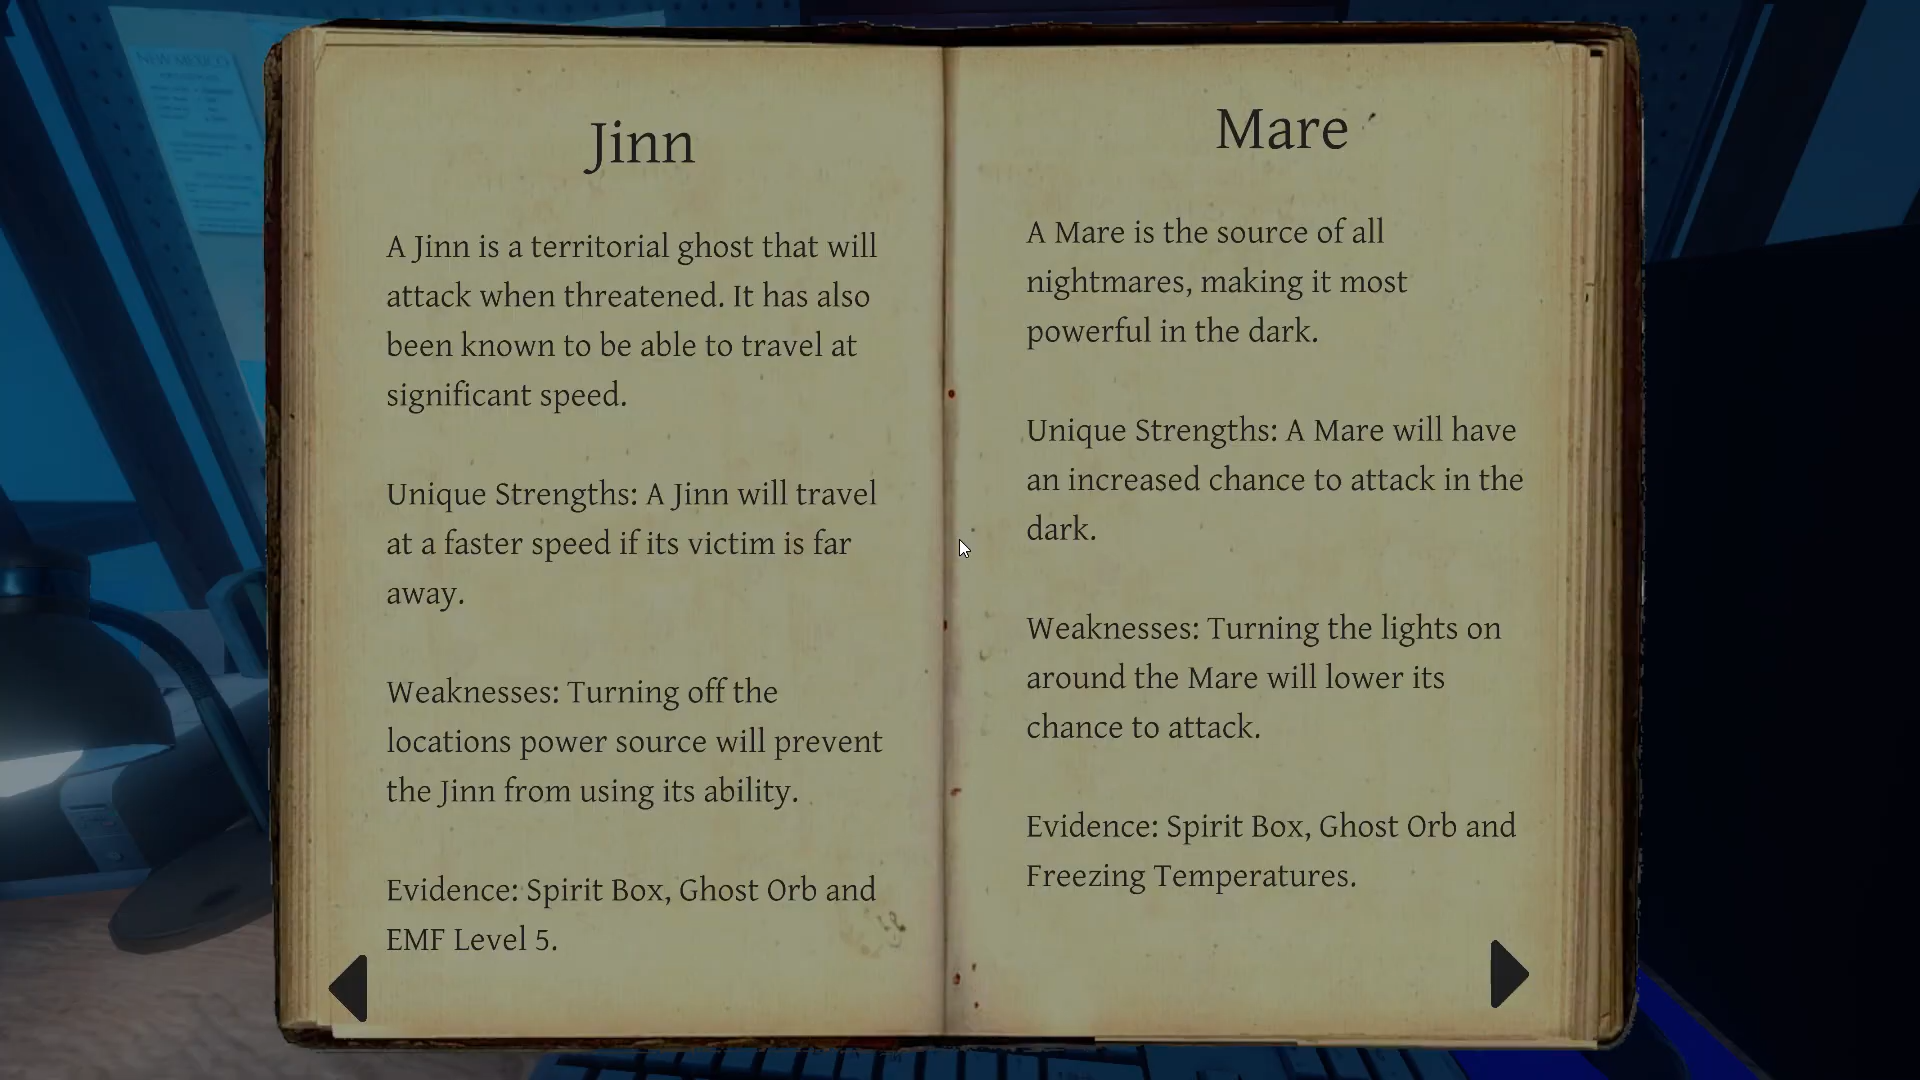 NEW MEXICO
Jinn
A Jinn is a territorial ghost that will
attack when threatened. It has also
been known to be able to travel at
significant speed.
Unique Strengths: A Jinn will travel
at a faster speed if its victim is far
away.
Weaknesses: Turning off the
locations power source will prevent
the Jinn from using its ability.
Evidence: Spirit Box, Ghost Orb and
EMF Level 5.
Mare
A Mare is the source of all
nightmares, making it most
powerful in the dark.
Unique Strengths: A Mare will have
an increased chance to attack in the
dark.
Weaknesses: Turning the lights on
around the Mare will lower its
chance to attack.
Evidence: Spirit Box, Ghost Orb and
Freezing Temperatures.